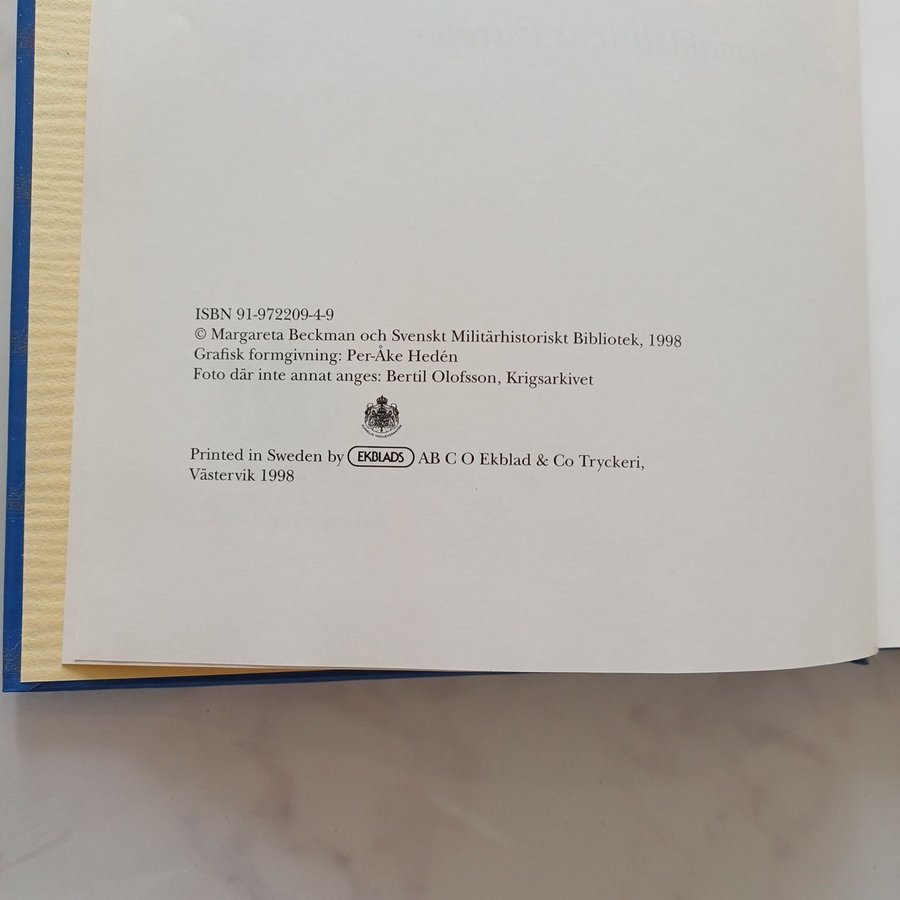 ISBN 91-972209-4-9
© Margareta Beckman och Svenskt Militärhistoriskt Bibliotek, 1998
Grafisk formgivning: Per-Åke Hedén
Foto där inte annat anges: Bertil Olofsson, Krigsarkivet
Printed in Sweden by EKBLADS AB C O Ekblad & Co Tryckeri,
Västervik 1998